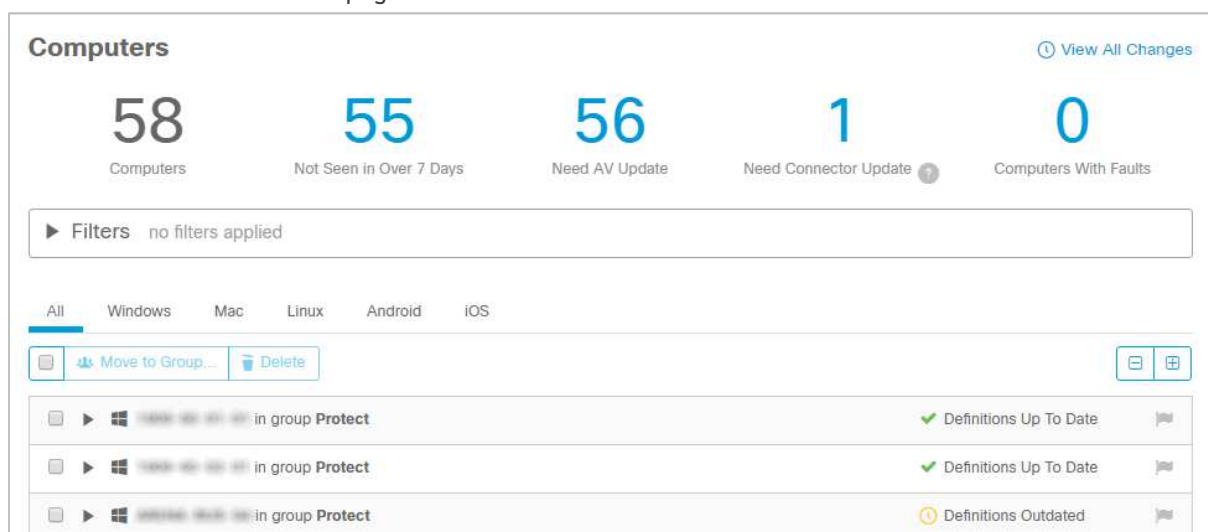 Computers
View All Changes
58 55 56 1 0
Computers Not Seen in Over 7 Days Need AV Update Need Connector Update ? Computers With Faults
Filters no filters applied
All Windows Mac Linux Android iOS
Move to Group... Delete
in group Protect Definitions Up To Date
in group Protect Definitions Up To Date
in group Protect Definitions Outdated